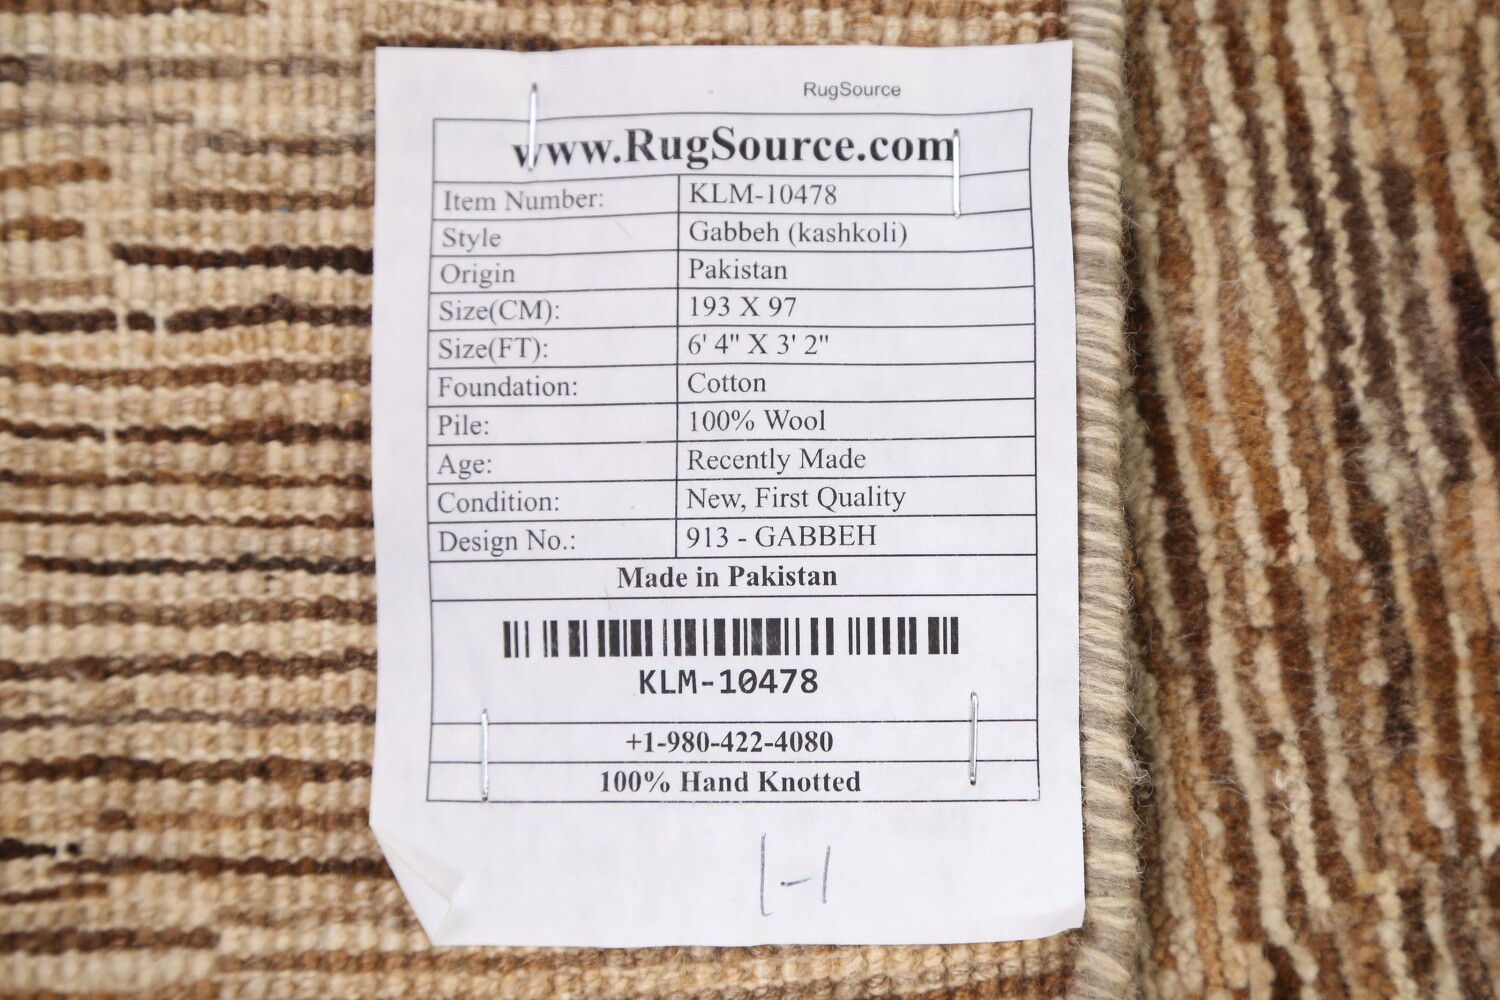 RugSource
www.RugSource.com
Item Number: KLM-10478
Style Gabbeh (kashkoli)
Origin Pakistan
Size(CM): 193 X 97
Size(FT): 6' 4" X 3' 2"
Foundation: Cotton
Pile: 100% Wool
Age: Recently Made
Condition: New, First Quality
Design No.: 913 - GABBEH
Made in Pakistan
KLM-10478
+1-980-422-4080
100% Hand Knotted
1-1